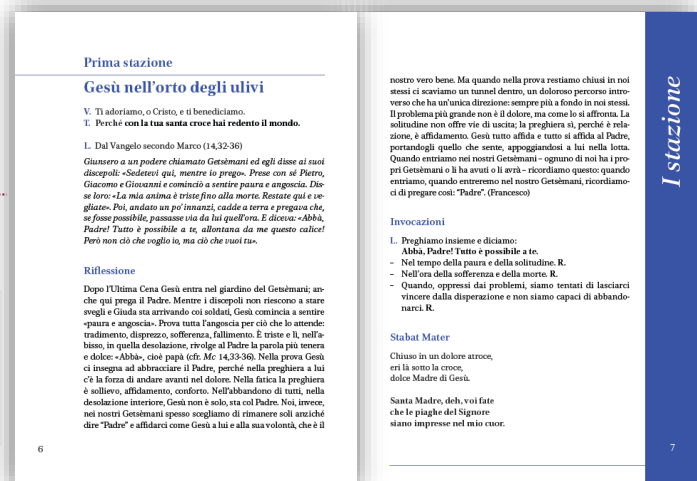 Prima stazione
Gesù nell'orto degli ulivi
V. Ti adoriamo, o Cristo, e ti benediciamo.
T. Perché con la tua santa croce hai redento il mondo.
L. Dal Vangelo secondo Marco (14,32-36)
Giunsero a un podere chiamato Getsèmani ed egli disse ai suoi
discepoli: «Sedetevi qui, mentre io prego». Prese con sé Pietro,
Giacomo e Giovanni e cominciò a sentire paura e angoscia. Dis-
se loro: «La mia anima è triste fino alla morte. Restate qui e ve-
gliate». Poi, andato un po' innanzi, cadde a terra e pregava che,
se fosse possibile, passasse via da lui quell'ora. E diceva: «Abbà,
Padre! Tutto è possibile a te, allontana da me questo calice!
Però non ciò che voglio io, ma ciò che vuoi tu».
Riflessione
Dopo l'Ultima Cena Gesù entra nel giardino del Getsèmani; an-
che qui prega il Padre. Mentre i discepoli non riescono a stare
svegli e Giuda sta arrivando coi soldati, Gesù comincia a sentire
«paura e angoscia». Prova tutta l'angoscia per ciò che lo attende:
tradimento, disprezzo, sofferenza, fallimento. È triste e lì, nell'a-
bisso, in quella desolazione, rivolge al Padre la parola più tenera
e dolce: «Abbà», cioè papà (cfr. Mc 14,33-36). Nella prova Gesù
ci insegna ad abbracciare il Padre, perché nella preghiera a lui
c'è la forza di andare avanti nel dolore. Nella fatica la preghiera
è sollievo, affidamento, conforto. Nell'abbandono di tutti, nella
desolazione interiore, Gesù non è solo, sta col Padre. Noi, invece,
nei nostri Getsèmani spesso scegliamo di rimanere soli anziché
dire "Padre" e affidarci come Gesù a lui e alla sua volontà, che è il
6
nostro vero bene. Ma quando nella prova restiamo chiusi in noi
stessi ci scaviamo un tunnel dentro, un doloroso percorso intro-
verso che ha un'unica direzione: sempre più a fondo in noi stessi.
Il problema più grande non è il dolore, ma come lo si affronta. La
solitudine non offre vie di uscita; la preghiera sì, perché è rela-
zione, è affidamento. Gesù tutto affida e tutto si affida al Padre,
portandogli quello che sente, appoggiandosi a lui nella lotta.
Quando entriamo nei nostri Getsèmani – ognuno di noi ha i pro-
pri Getsèmani o li ha avuti o li avrà – ricordiamo questo: quando
entriamo, quando entreremo nel nostro Getsèmani, ricordiamo-
ci di pregare così: "Padre". (Francesco)
Invocazioni
L. Preghiamo insieme e diciamo:
Abbà, Padre! Tutto è possibile a te.
– Nel tempo della paura e della solitudine. R.
– Nell'ora della sofferenza e della morte. R.
– Quando, oppressi dai problemi, siamo tentati di lasciarci
vincere dalla disperazione e non siamo capaci di abbando-
narci. R.
Stabat Mater
Chiuso in un dolore atroce,
eri là sotto la croce,
dolce Madre di Gesù.
Santa Madre, deh, voi fate
che le piaghe del Signore
siano impresse nel mio cuor.
I stazione
7